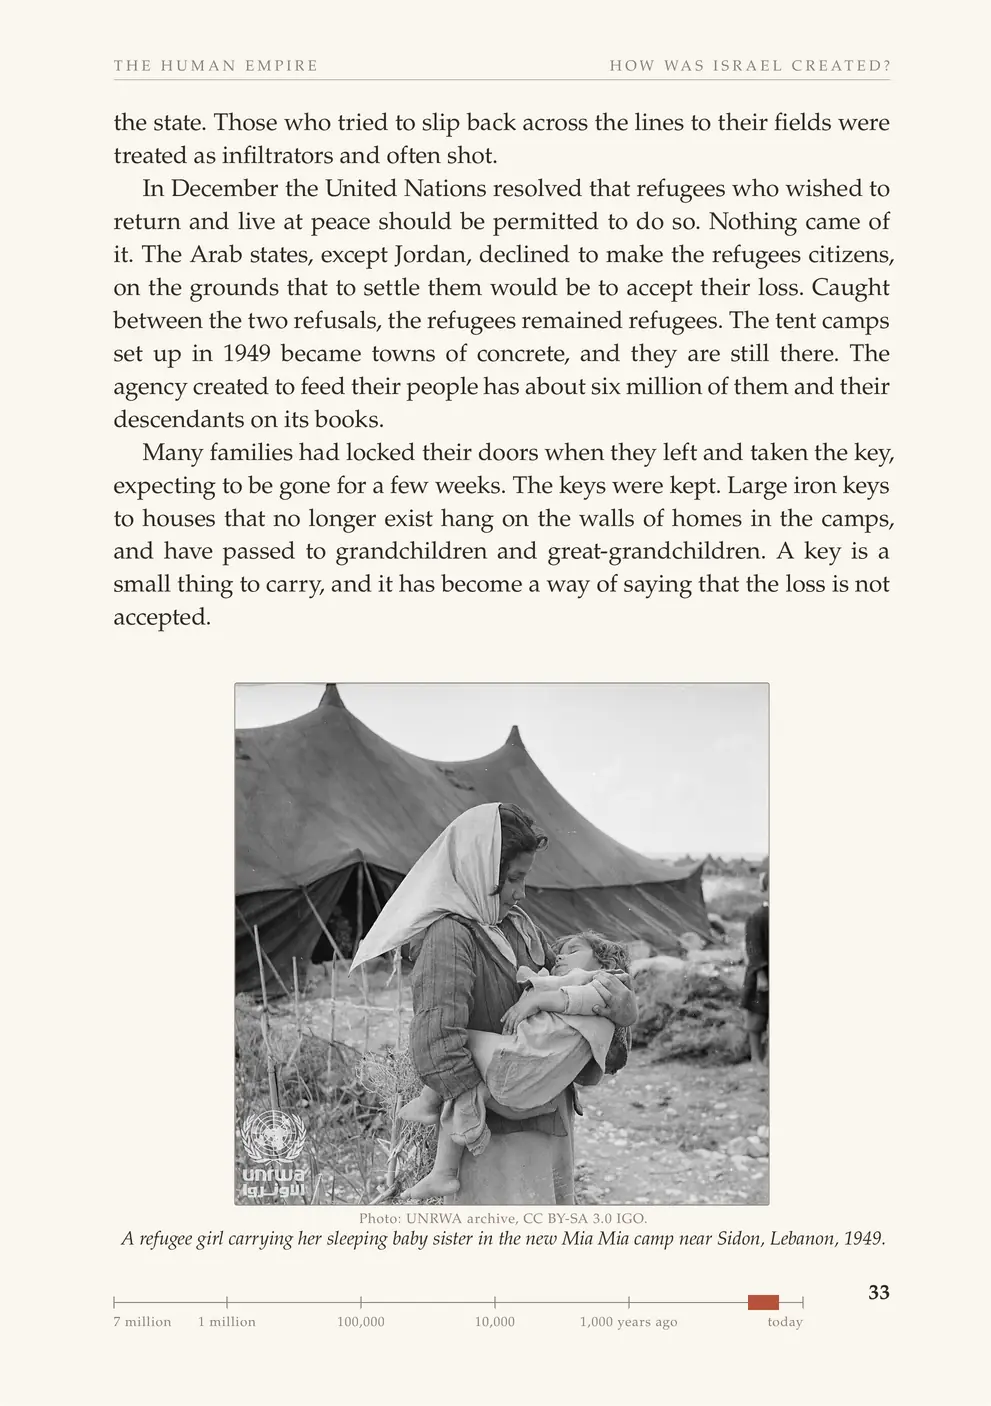 THE HUMAN EMPIRE
HOW WAS ISRAEL CREATED?
the state. Those who tried to slip back across the lines to their fields were
treated as infiltrators and often shot.
In December the United Nations resolved that refugees who wished to
return and live at peace should be permitted to do so. Nothing came of
it. The Arab states, except Jordan, declined to make the refugees citizens,
on the grounds that to settle them would be to accept their loss. Caught
between the two refusals, the refugees remained refugees. The tent camps
set up in 1949 became towns of concrete, and they are still there. The
agency created to feed their people has about six million of them and their
descendants on its books.
Many families had locked their doors when they left and taken the key,
expecting to be gone for a few weeks. The keys were kept. Large iron keys
to houses that no longer exist hang on the walls of homes in the camps,
and have passed to grandchildren and great-grandchildren. A key is a
small thing to carry, and it has become a way of saying that the loss is not
accepted.
unrwa
الأونروا
Photo: UNRWA archive, CC BY-SA 3.0 IGO.
A refugee girl carrying her sleeping baby sister in the new Mia Mia camp near Sidon, Lebanon, 1949.
33
7 million 1 million 100,000 10,000 1,000 years ago today